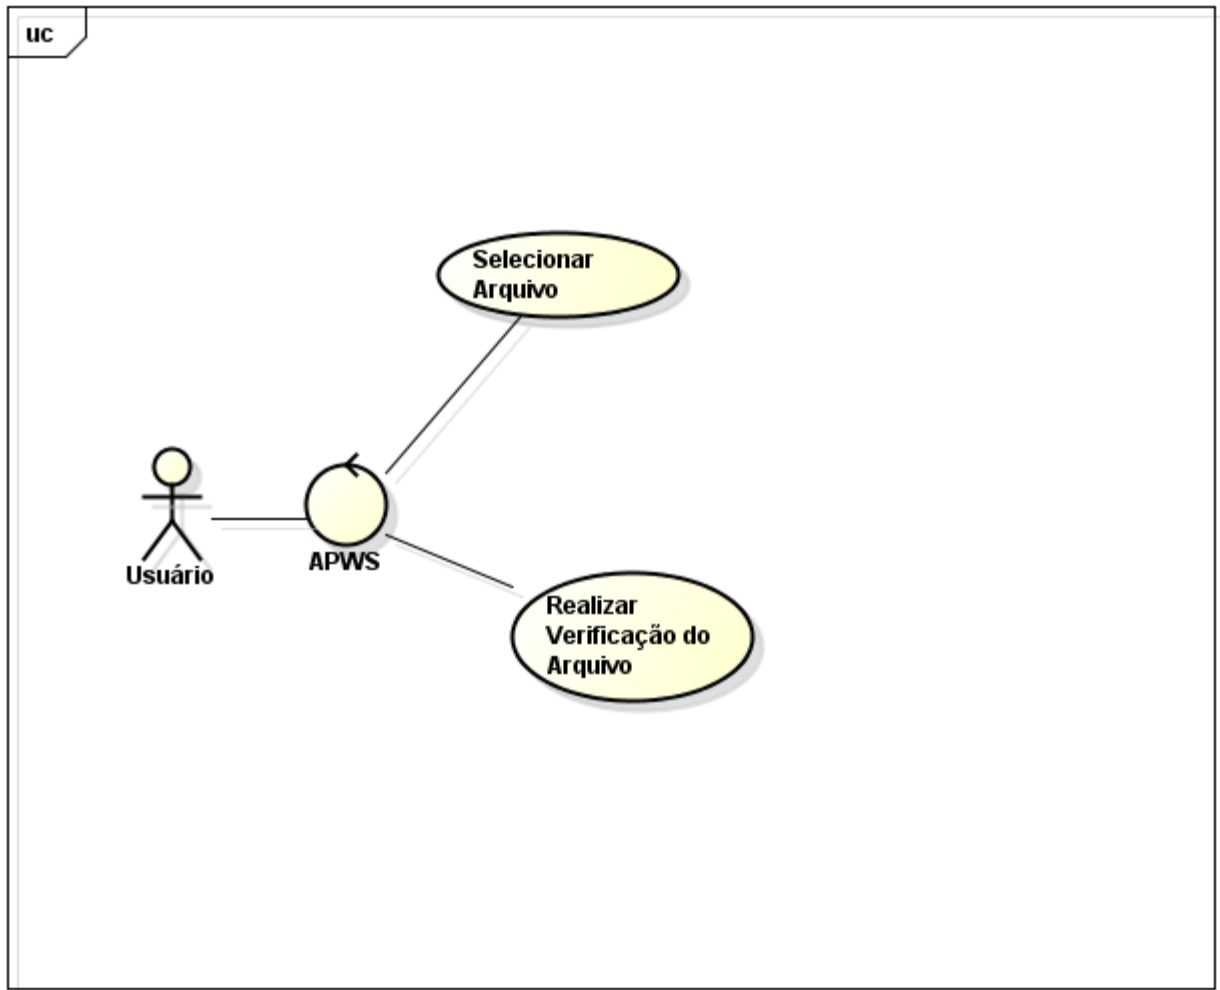 uc
Selecionar
Arquivo
Usuário
APWS
Realizar
Verificação do
Arquivo